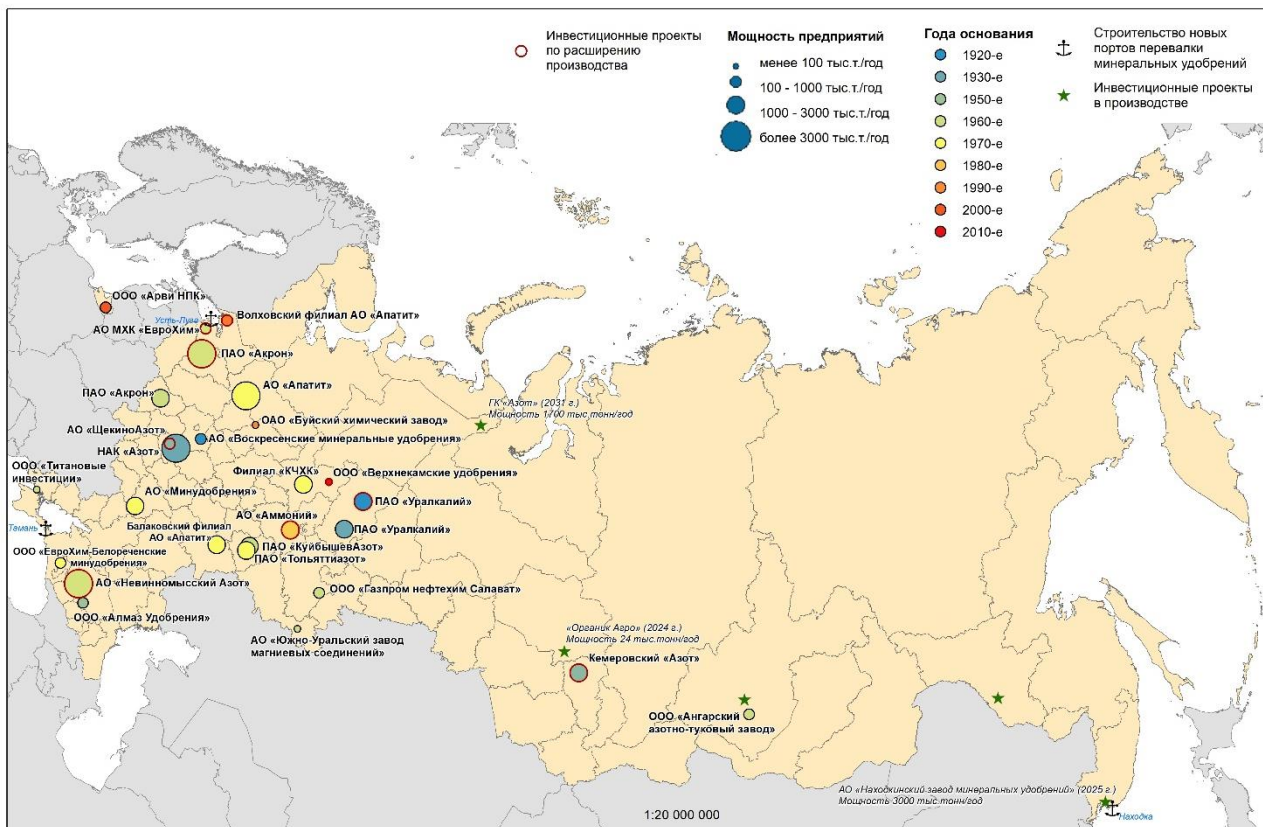 Инвестиционные проекты
по расширению
производства
Мощность предприятий
менее 100 тыс.т./год
100 - 1000 тыс.т./год
1000 - 3000 тыс.т./год
более 3000 тыс.т./год
Года основания
1920-е
1930-е
1950-е
1960-е
1970-е
1980-е
1990-е
2000-е
2010-е
Строительство новых
портов перевалки
минеральных удобрений
Инвестиционные проекты
в производстве
ООО «Арви НПК»
Усть-Луга
Волховский филиал АО «Апатит»
АО МХК «ЕвроХим»
ПАО «Акрон»
АО «Апатит»
ПАО «Акрон»
ГК «Азот» (2031 г.)
Мощность 1700 тыс.тонн/год
ОАО «Буйский химический завод»
АО «ЩекиноАзот»
АО «Воскресенские минеральные удобрения»
НАК «Азот»
ООО «Титановые
инвестиции»
Филиал «КЧХК»
ООО «Верхнекамские удобрения»
АО «Минудобрения»
ПАО «Уралкалий»
АО «Аммоний»
Тамань
Балаковский филиал
АО «Апатит»
ПАО «Уралкалий»
ПАО «КуйбышевАзот»
ПАО «Тольяттиазот»
ООО «ЕвроХим-Белореченские
минудобрения»
АО «Невинномысский Азот»
ООО «Газпром нефтехим Салават»
ООО «Алмаз Удобрения»
АО «Южно-Уральский завод
магниевых соединений»
«Органик Агро» (2024 г.)
Мощность 24 тыс.тонн/год
Кемеровский «Азот»
ООО «Ангарский
азотно-туковый завод»
АО «Находкинский завод минеральных удобрений» (2025 г.)
Мощность 3000 тыс.тонн/год
Находка
1:20 000 000